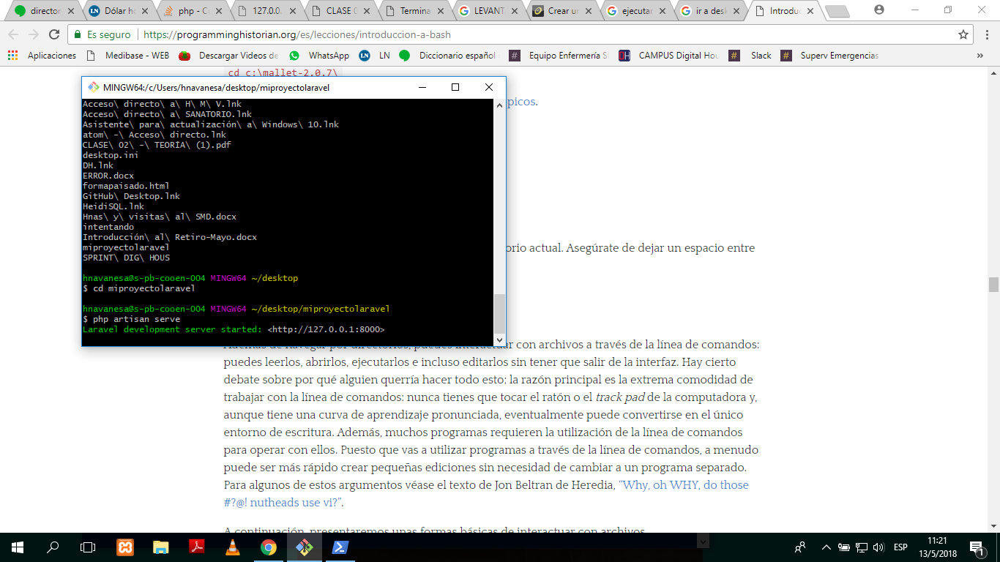 director
Dólar ho
php - Co
127.0.0.
CLASE 0
Termina
LEVANT
Crear un
ejecutar
ir a desk
Introduc
Es seguro
https://programminghistorian.org/es/lecciones/introduccion-a-bash
Aplicaciones
Medibase - WEB
Descargar Videos de
WhatsApp
LN
Diccionario español
Equipo Enfermería S
CAMPUS Digital Hou
Slack
Superv Emergencias
»
cd c:\mallet-2.0.7\
picos.
MINGW64:/c/Users/hnavanesa/desktop/miproyectolaravel
Acceso\ directo\ a\ H\ M\ V.lnk
Acceso\ directo\ a\ SANATORIO.lnk
Asistente\ para\ actualización\ a\ Windows\ 10.lnk
atom\ -\ Acceso\ directo.lnk
CLASE\ 02\ -\ TEORÍA\ (1).pdf
desktop.ini
DH.lnk
ERROR.docx
formapaisado.html
GitHub\ Desktop.lnk
HeidiSQL.lnk
Hnas\ y\ visitas\ al\ SMD.docx
intentando
Introducción\ al\ Retiro-Mayo.docx
miproyectolaravel
SPRINT\ DIG\ HOUS
hnavanesa@s-pb-cooen-004 MINGW64 ~/desktop
$ cd miproyectolaravel
hnavanesa@s-pb-cooen-004 MINGW64 ~/desktop/miproyectolaravel
$ php artisan serve
Laravel development server started: <http://127.0.0.1:8000>
orio actual. Asegúrate de dejar un espacio entre
Además de navegar por directorios, puedes interactuar con archivos a través de la línea de comandos:
puedes leerlos, abrirlos, ejecutarlos e incluso editarlos sin tener que salir de la interfaz. Hay cierto
debate sobre por qué alguien querría hacer todo esto; la razón principal es la extrema comodidad de
trabajar con la línea de comandos: nunca tienes que tocar el ratón o el track pad de la computadora y,
aunque tiene una curva de aprendizaje pronunciada, eventualmente puede convertirse en el único
entorno de escritura. Además, muchos programas requieren la utilización de la línea de comandos
para operar con ellos. Puesto que vas a utilizar programas a través de la línea de comandos, a menudo
puede ser más rápido crear pequeñas ediciones sin necesidad de cambiar a un programa separado.
Para algunos de estos argumentos véase el texto de Jon Beltran de Heredia, “Why, oh WHY, do those
#?@! nutheads use vi?”.
A continuación, presentaremos unas formas básicas de interactuar con archivos.
ESP
11:21
13/5/2018
1